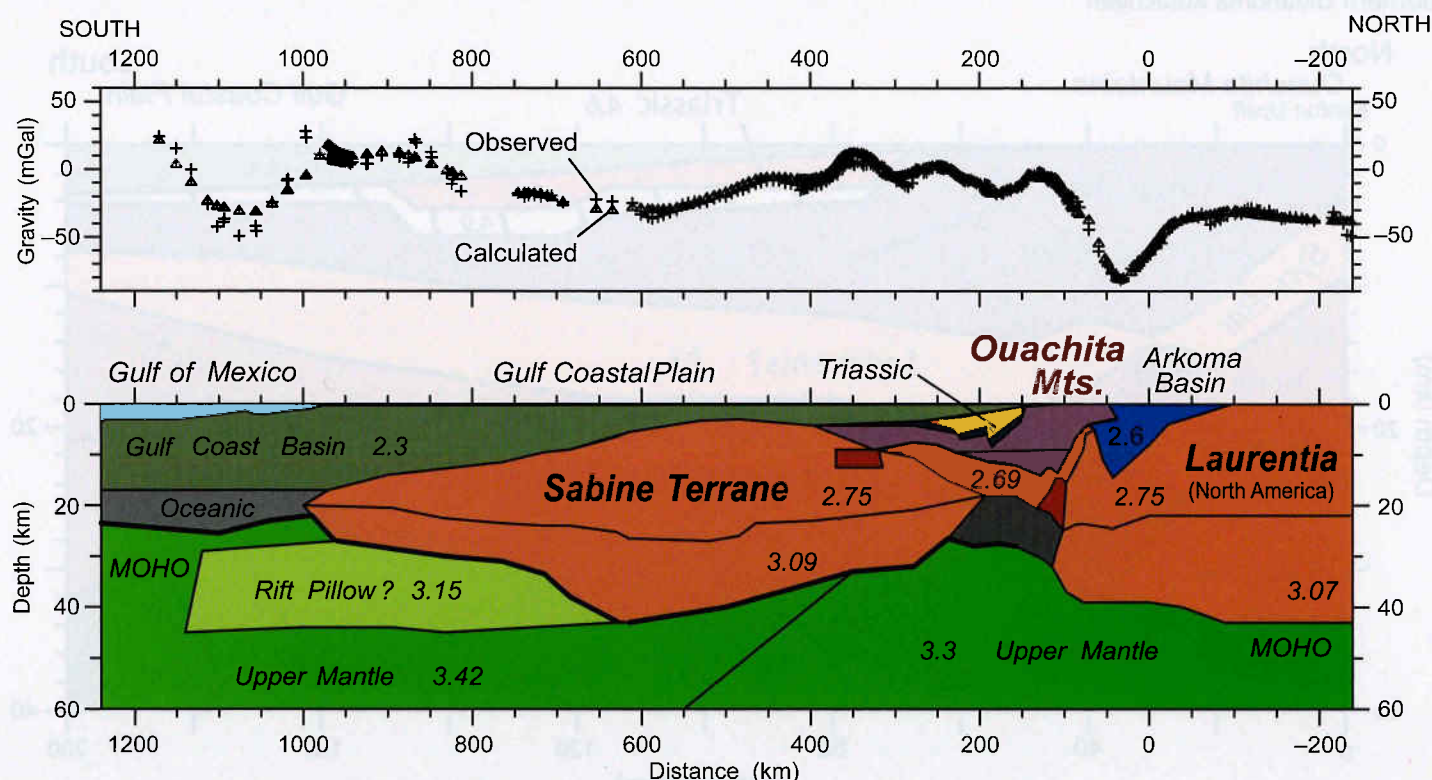 SOUTH
NORTH
1200 1000 800 600 400 200 0 −200
50 50
0 0
−50 −50
Gravity (mGal)
Observed
Calculated
Gulf of Mexico
Gulf Coastal Plain
Triassic
Ouachita
Mts.
Arkoma
Basin
0 0
20 20
40 40
60 60
Depth (km)
Gulf Coast Basin 2.3
Oceanic
MOHO
Rift Pillow? 3.15
Upper Mantle 3.42
Sabine Terrane
2.75
3.09
2.69
2.6
Laurentia
(North America)
2.75
3.07
3.3 Upper Mantle
MOHO
1200 1000 800 600 400 200 0 −200
Distance (km)